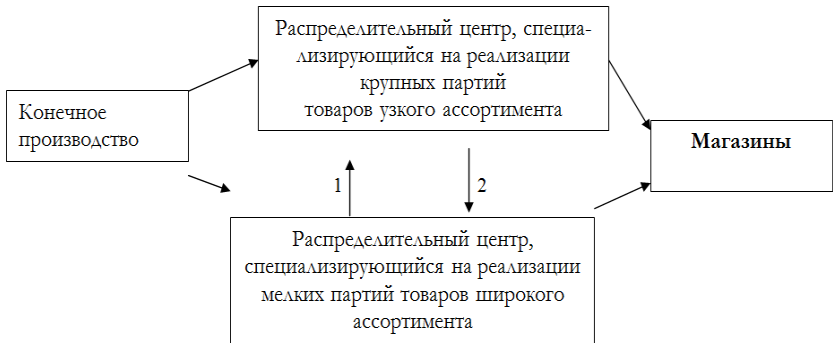 Распределительный центр, специа-
лизирующийся на реализации
крупных партий
товаров узкого ассортимента
Конечное
производство
Магазины
1
2
Распределительный центр,
специализирующийся на реализации
мелких партий товаров широкого
ассортимента